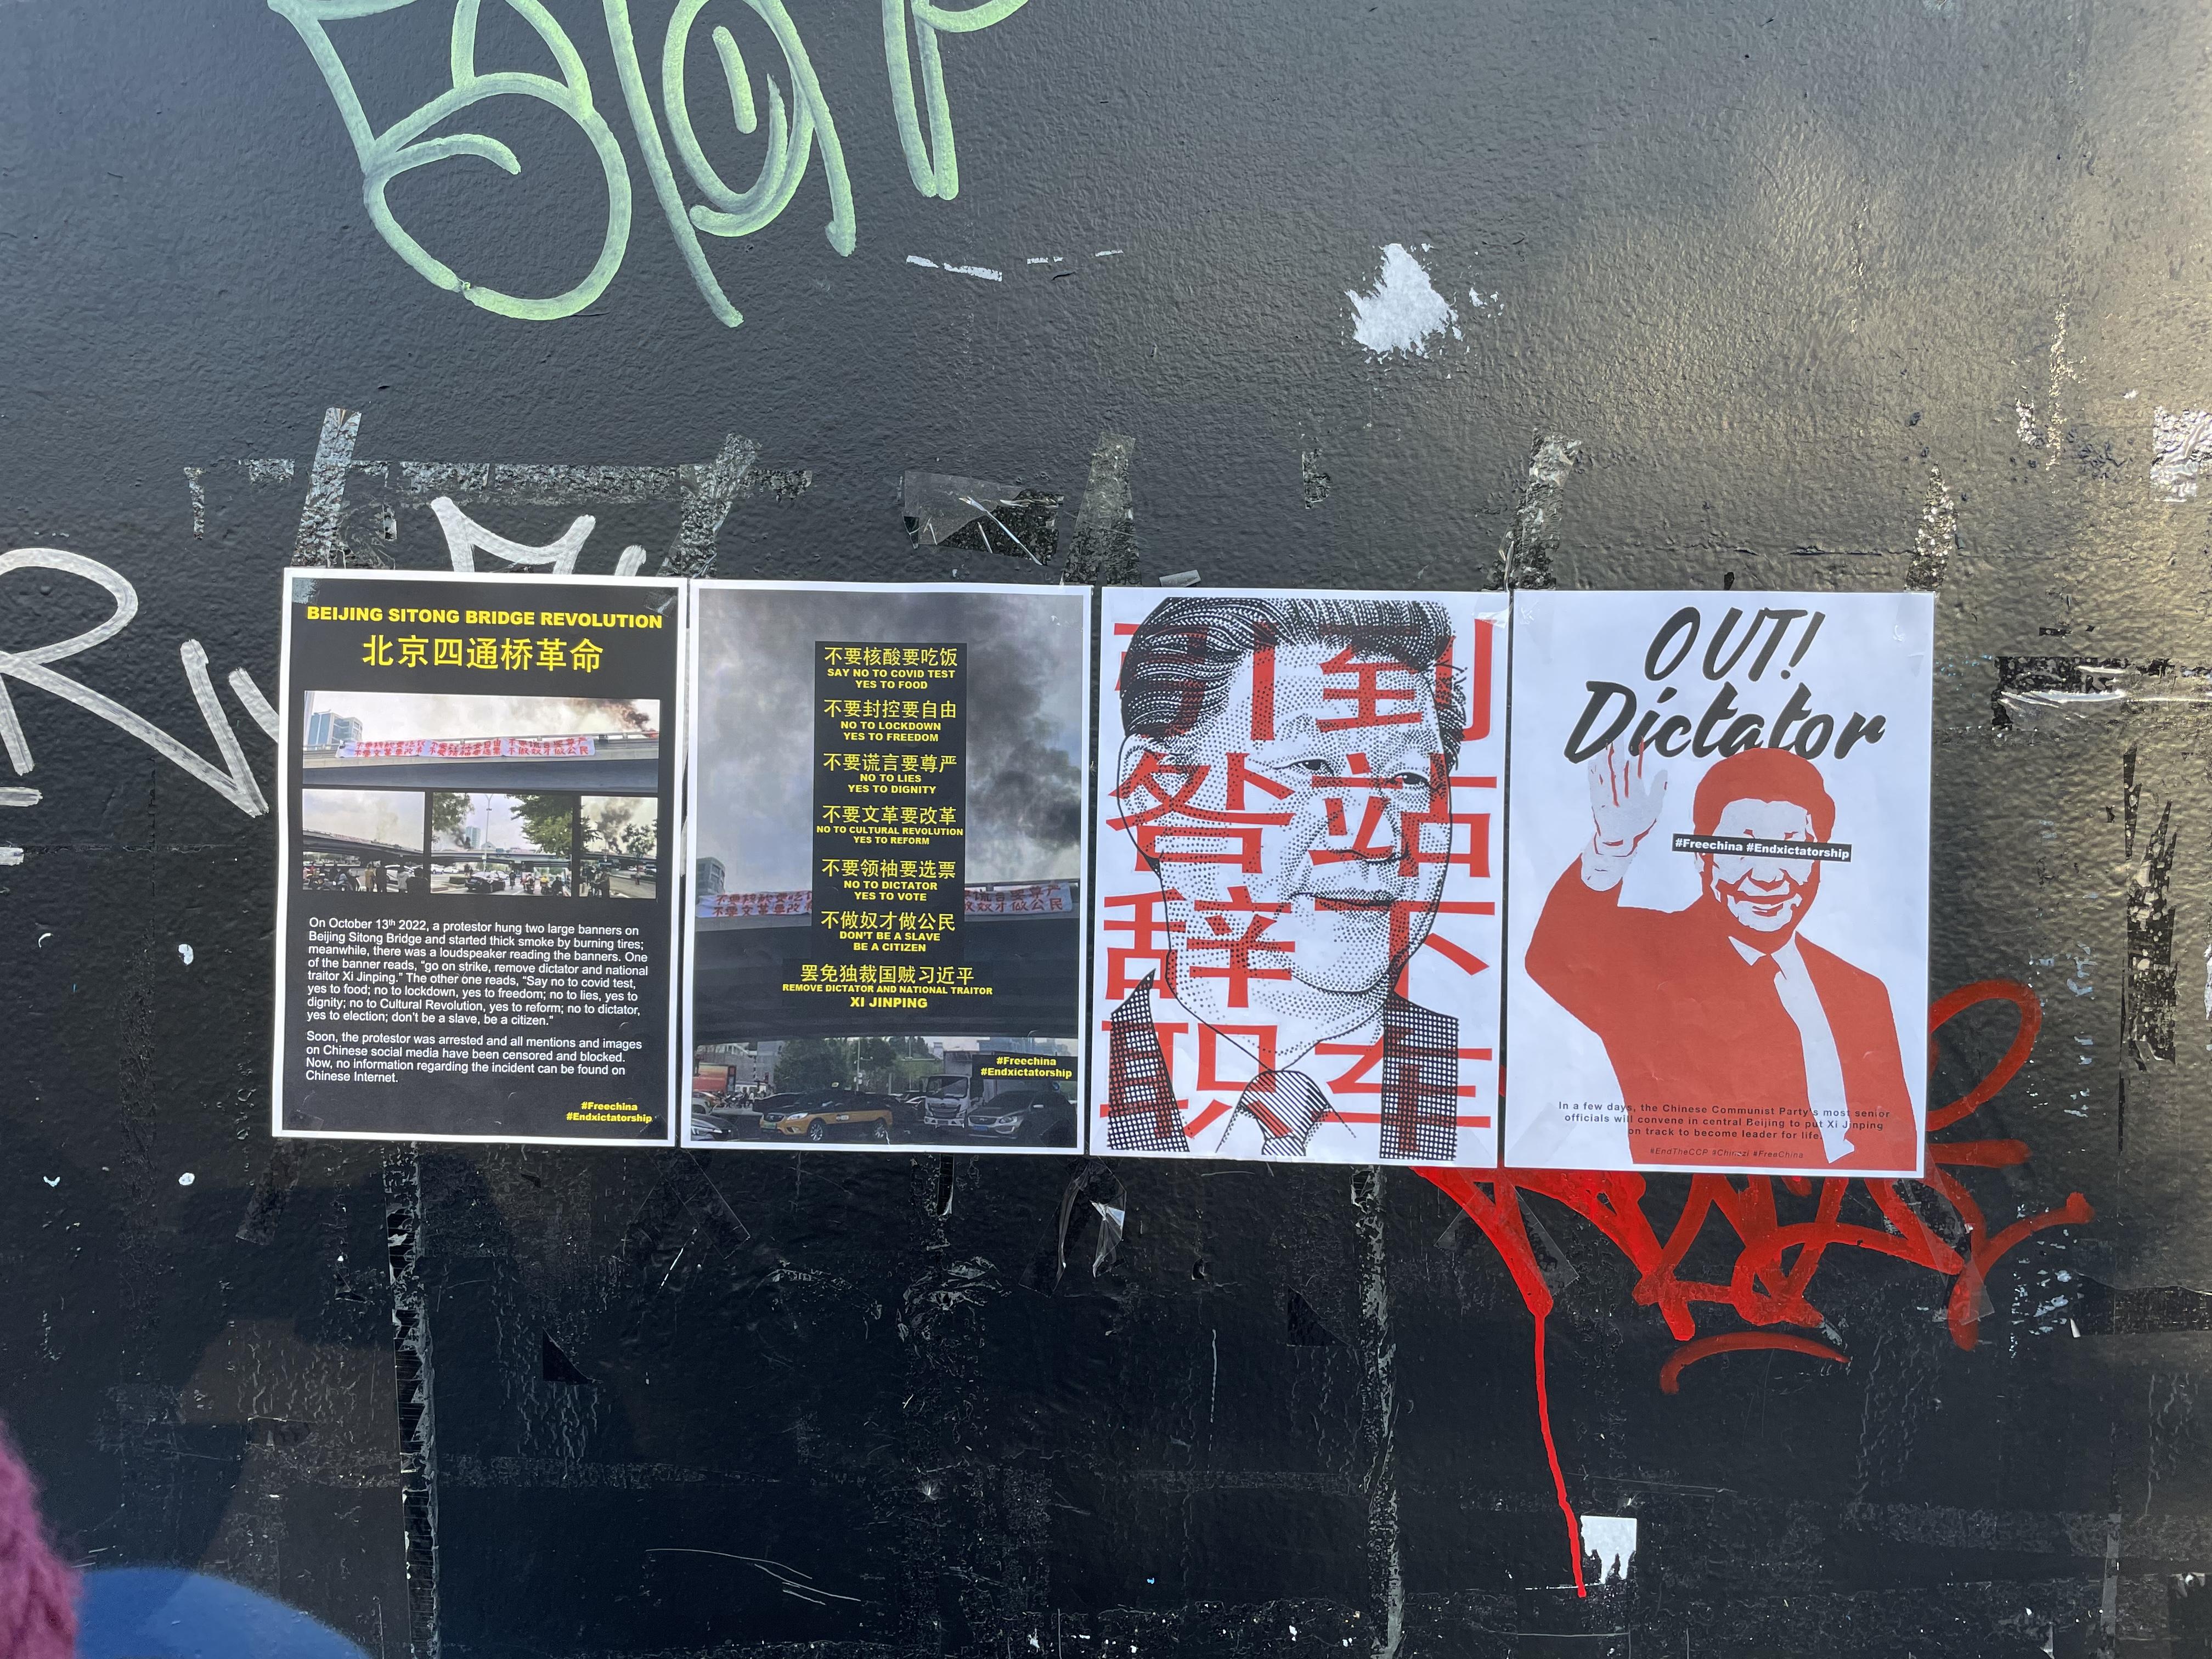 BEIJING SITONG BRIDGE REVOLUTION
北京四通桥革命
On October 13th 2022, a protestor hung two large banners on
Beijing Sitong Bridge and started thick smoke by burning tires;
meanwhile, there was a loudspeaker reading the banners. One
of the banner reads, “go on strike, remove dictator and national
traitor Xi Jinping.” The other one reads, “Say no to covid test,
yes to food; no to lockdown, yes to freedom; no to lies, yes to
dignity; no to Cultural Revolution, yes to reform; no to dictator,
yes to election; don't be a slave, be a citizen.”
Soon, the protestor was arrested and all mentions and images
on Chinese social media have been censored and blocked.
Now, no information regarding the incident can be found on
Chinese Internet.
#Freechina
#Endxictatorship
不要核酸要吃饭
SAY NO TO COVID TEST
YES TO FOOD
不要封控要自由
NO TO LOCKDOWN
YES TO FREEDOM
不要谎言要尊严
NO TO LIES
YES TO DIGNITY
不要文革要改革
NO TO CULTURAL REVOLUTION
YES TO REFORM
不要领袖要选票
NO TO DICTATOR
YES TO VOTE
不做奴才做公民
DON'T BE A SLAVE
BE A CITIZEN
罢免独裁国贼习近平
REMOVE DICTATOR AND NATIONAL TRAITOR
XI JINPING
#Freechina
#Endxictatorship
引到
咎站
辞下
职车
OUT!
Dictator
#Freechina #Endxictatorship
In a few days, the Chinese Communist Party's most senior
officials will convene in central Beijing to put Xi Jinping
on track to become leader for life.
#EndTheCCP #Chinazi #FreeChina